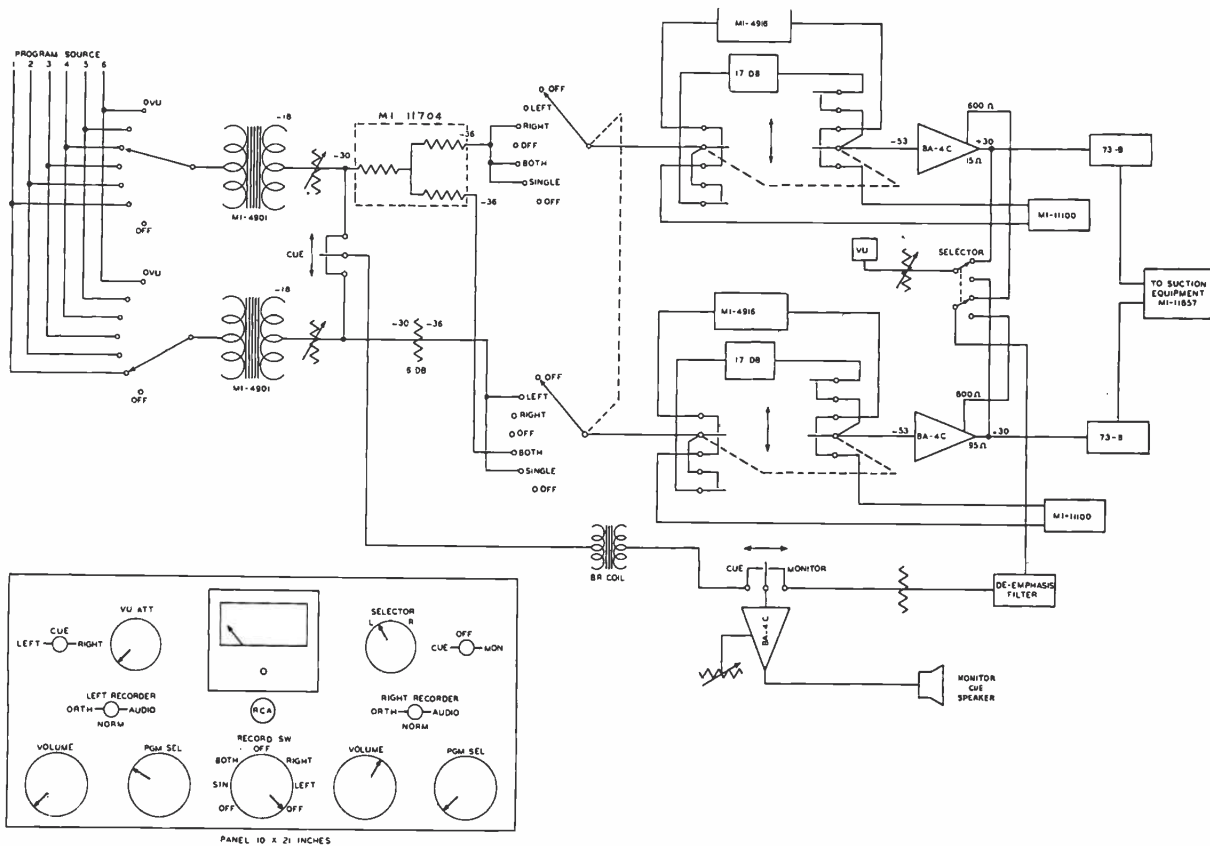 PROGRAM SOURCE
1 2 3 4 5 6
OVU
OFF
-18
MI-4901
OVU
OFF
-18
MI-4901
-30
MI 11704
-36
-36
CUE
-30 -36
6 DB
OFF
LEFT
RIGHT
OFF
BOTH
SINGLE
OFF
OFF
LEFT
RIGHT
OFF
BOTH
SINGLE
OFF
MI-4916
17 DB
-53
BA-4C
600 Ω
+30
15Ω
73-B
MI-11100
VU
SELECTOR
TO SUCTION
EQUIPMENT
MI-11857
MI-4916
17 DB
-53
BA-4C
600Ω
+30
95Ω
73-B
MI-11100
BR COIL
CUE
MONITOR
BA-4C
DE-EMPHASIS
FILTER
MONITOR
CUE
SPEAKER
VU ATT
CUE
LEFT
RIGHT
SELECTOR
L R
OFF
CUE
MON
LEFT RECORDER
ORTH
AUDIO
NORM
RCA
RIGHT RECORDER
ORTH
AUDIO
NORM
VOLUME
PGM SEL
RECORD SW
OFF
BOTH
RIGHT
SIN
LEFT
OFF
OFF
VOLUME
PGM SEL
PANEL 10 X 21 INCHES